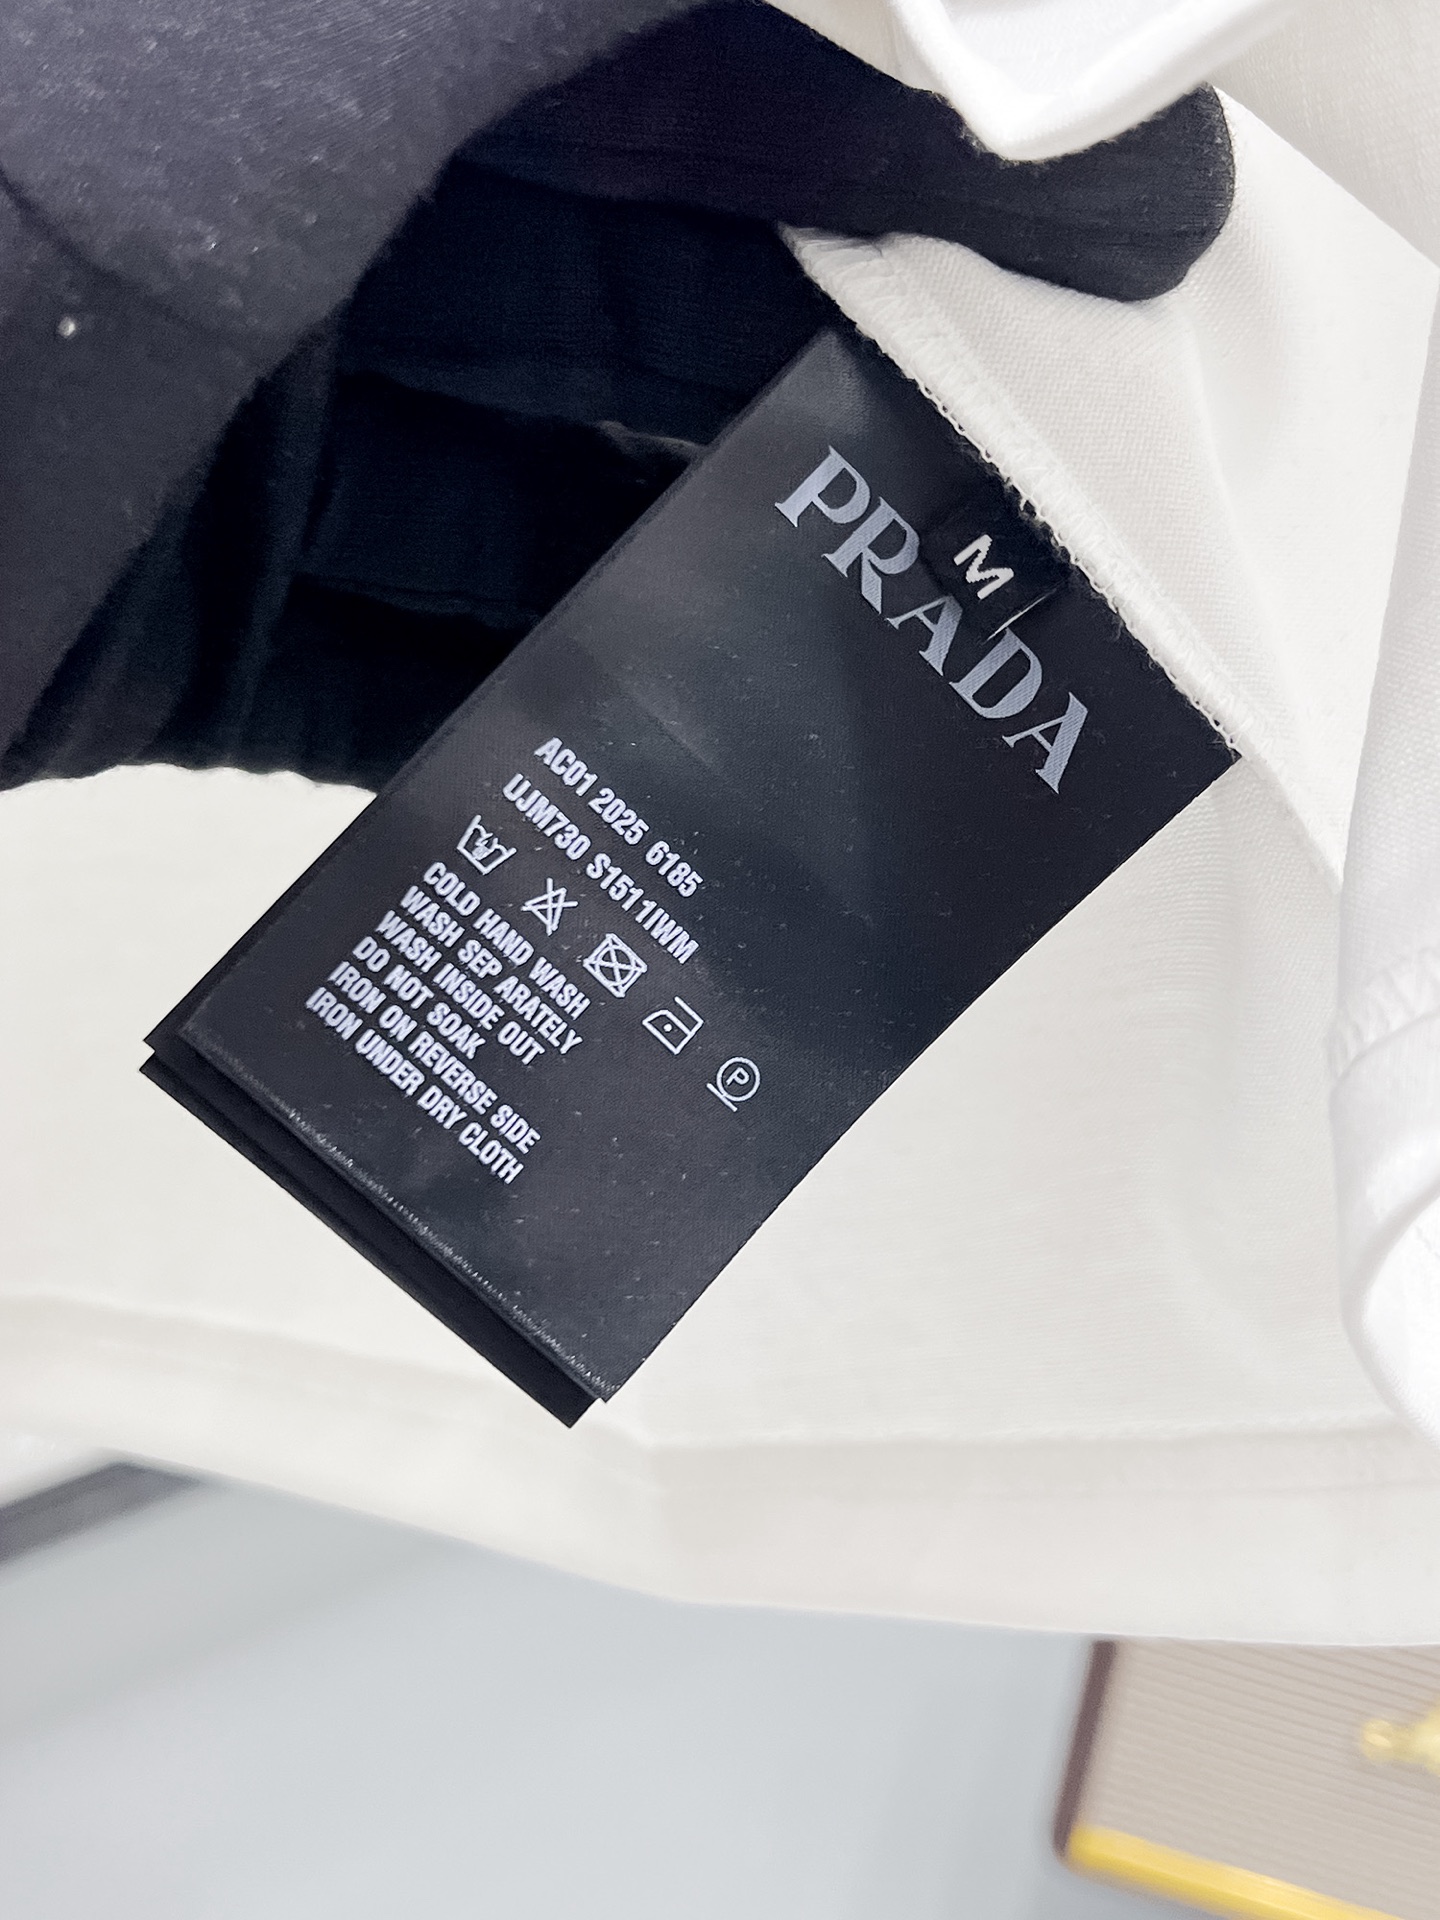 M
PRADA
AC01 2025 6185
UJM730 S1511IWM
P
COLD HAND WASH
WASH SEP ARATELY
WASH INSIDE OUT
DO NOT SOAK
IRON ON REVERSE SIDE
IRON UNDER DRY CLOTH